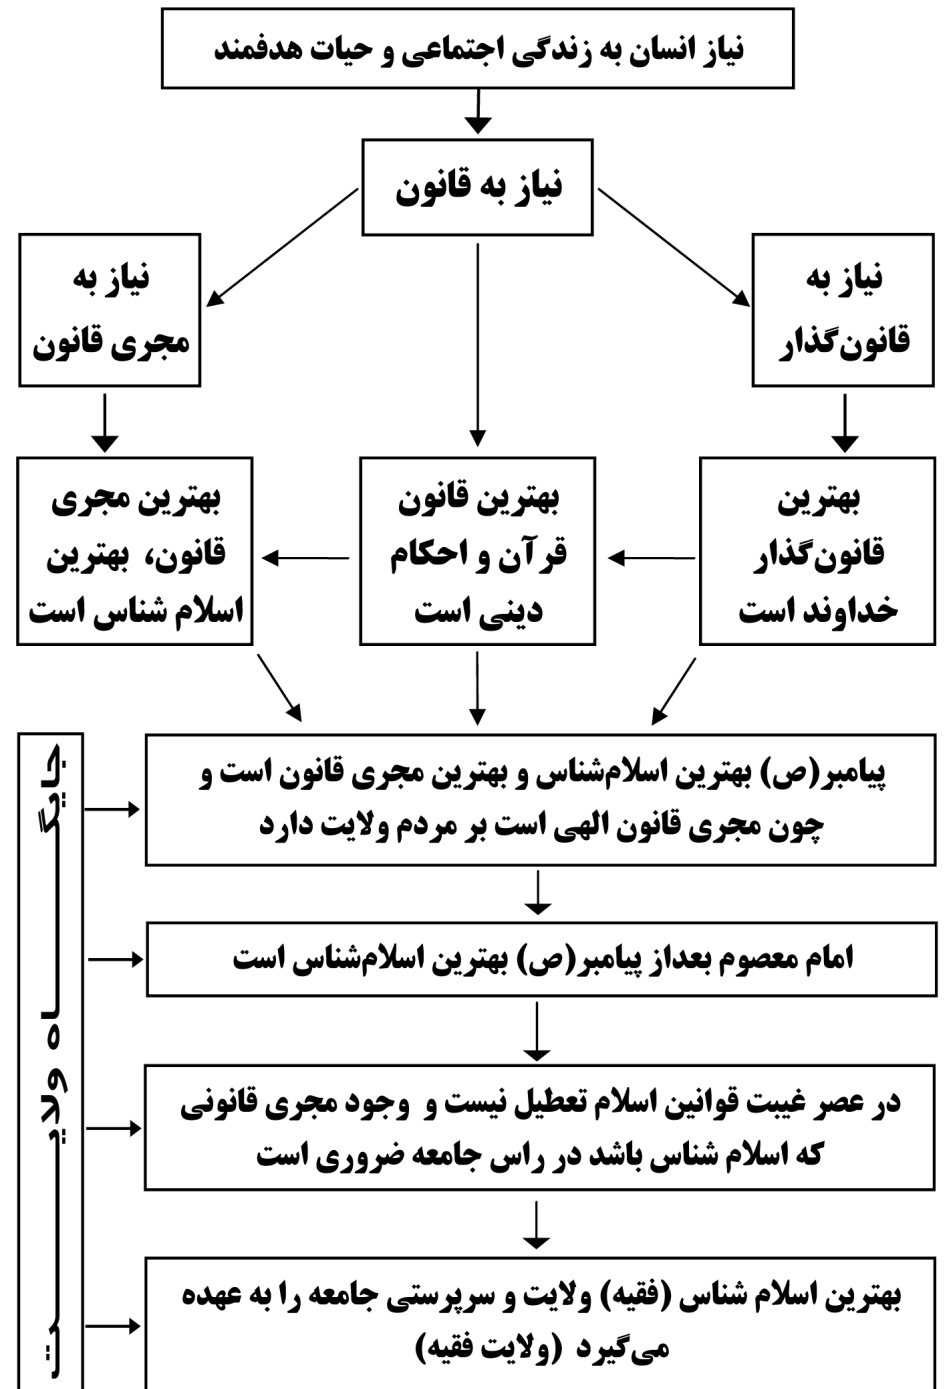 نیاز انسان به زندگی اجتماعی و حیات هدفمند
نیاز به قانون
نیاز به
قانون‌گذار
نیاز به
مجری قانون
بهترین
قانون‌گذار
خداوند است
بهترین قانون
قرآن و احکام
دینی است
بهترین مجری
قانون، بهترین
اسلام شناس است
جایگـــــــاه ولایـــــــت
پیامبر(ص) بهترین اسلام‌شناس و بهترین مجری قانون است و
چون مجری قانون الهی است بر مردم ولایت دارد
امام معصوم بعداز پیامبر(ص) بهترین اسلام‌شناس است
در عصر غیبت قوانین اسلام تعطیل نیست و وجود مجری قانونی
که اسلام شناس باشد در راس جامعه ضروری است
بهترین اسلام شناس (فقیه) ولایت و سرپرستی جامعه را به عهده
می‌گیرد (ولایت فقیه)